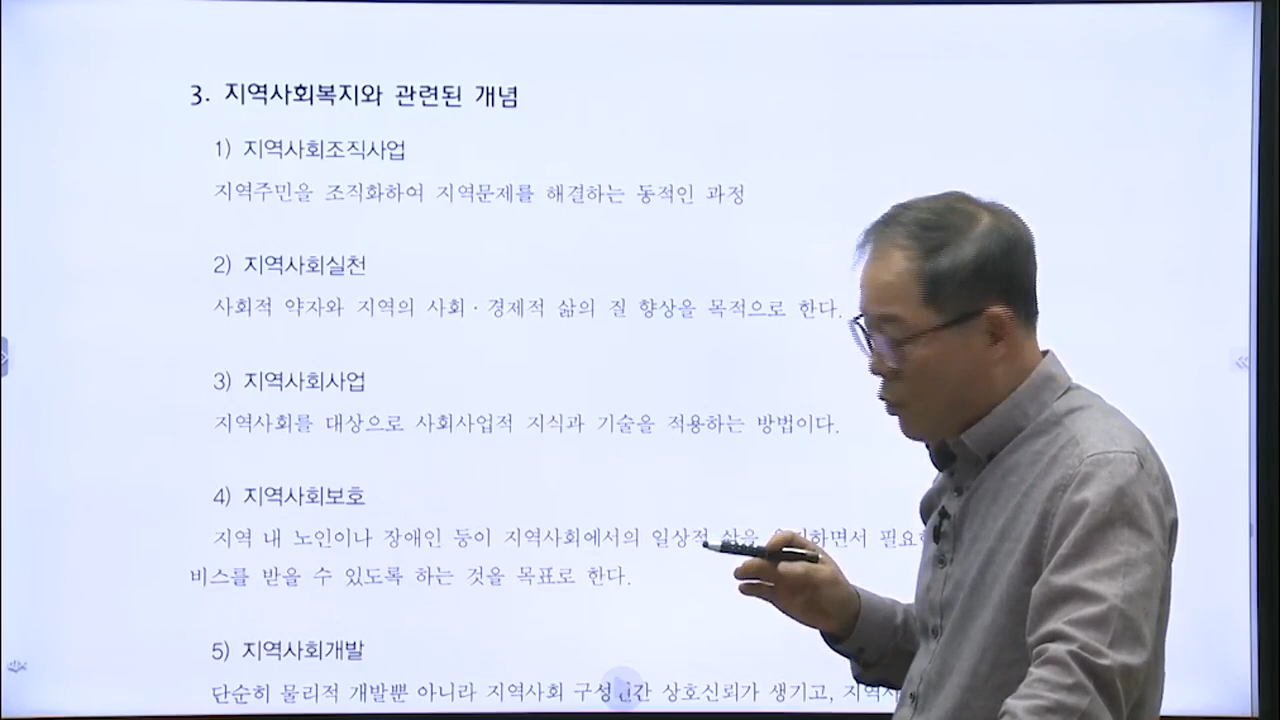 3. 지역사회복지와 관련된 개념
1) 지역사회조직사업
지역주민을 조직화하여 지역문제를 해결하는 동적인 과정
2) 지역사회실천
사회적 약자와 지역의 사회·경제적 삶의 질 향상을 목적으로 한다.
3) 지역사회사업
지역사회를 대상으로 사회사업적 지식과 기술을 적용하는 방법이다.
4) 지역사회보호
지역 내 노인이나 장애인 등이 지역사회에서의 일상적 삶을
비스를 받을 수 있도록 하는 것을 목표로 한다.
5) 지역사회개발
단순히 물리적 개발뿐 아니라 지역사회 구성 간 상호신뢰가 생기고,